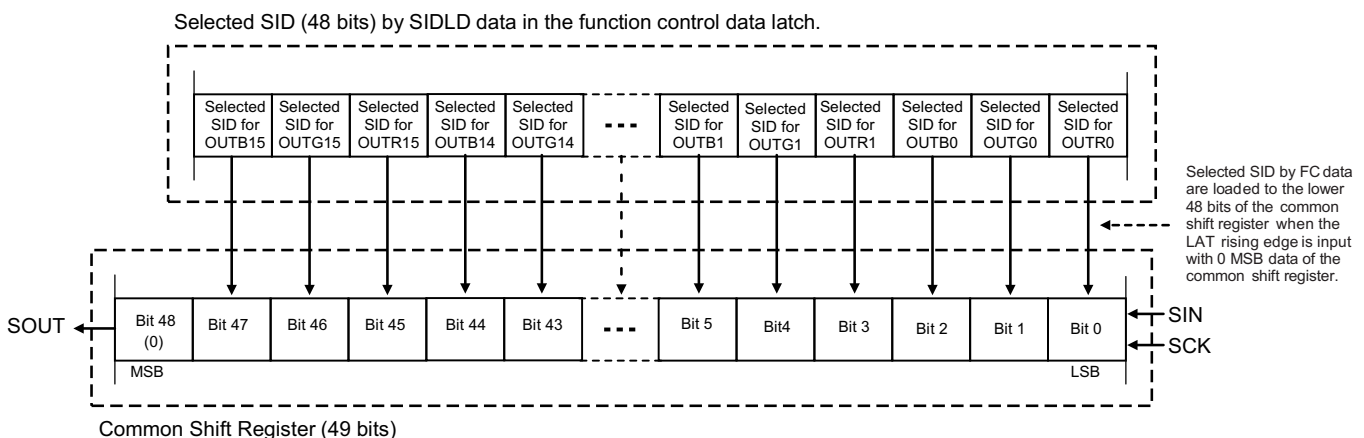 Selected SID (48 bits) by SIDLD data in the function control data latch.
Selected SID for OUTB15
Selected SID for OUTG15
Selected SID for OUTR15
Selected SID for OUTB14
Selected SID for OUTG14
Selected SID for OUTB1
Selected SID for OUTG1
Selected SID for OUTR1
Selected SID for OUTB0
Selected SID for OUTG0
Selected SID for OUTR0
Selected SID by FC data
are loaded to the lower
48 bits of the common
shift register when the
LAT rising edge is input
with 0 MSB data of the
common shift register.
SOUT
Bit 48
(0)
Bit 47
Bit 46
Bit 45
Bit 44
Bit 43
Bit 5
Bit4
Bit 3
Bit 2
Bit 1
Bit 0
SIN
SCK
MSB
LSB
Common Shift Register (49 bits)